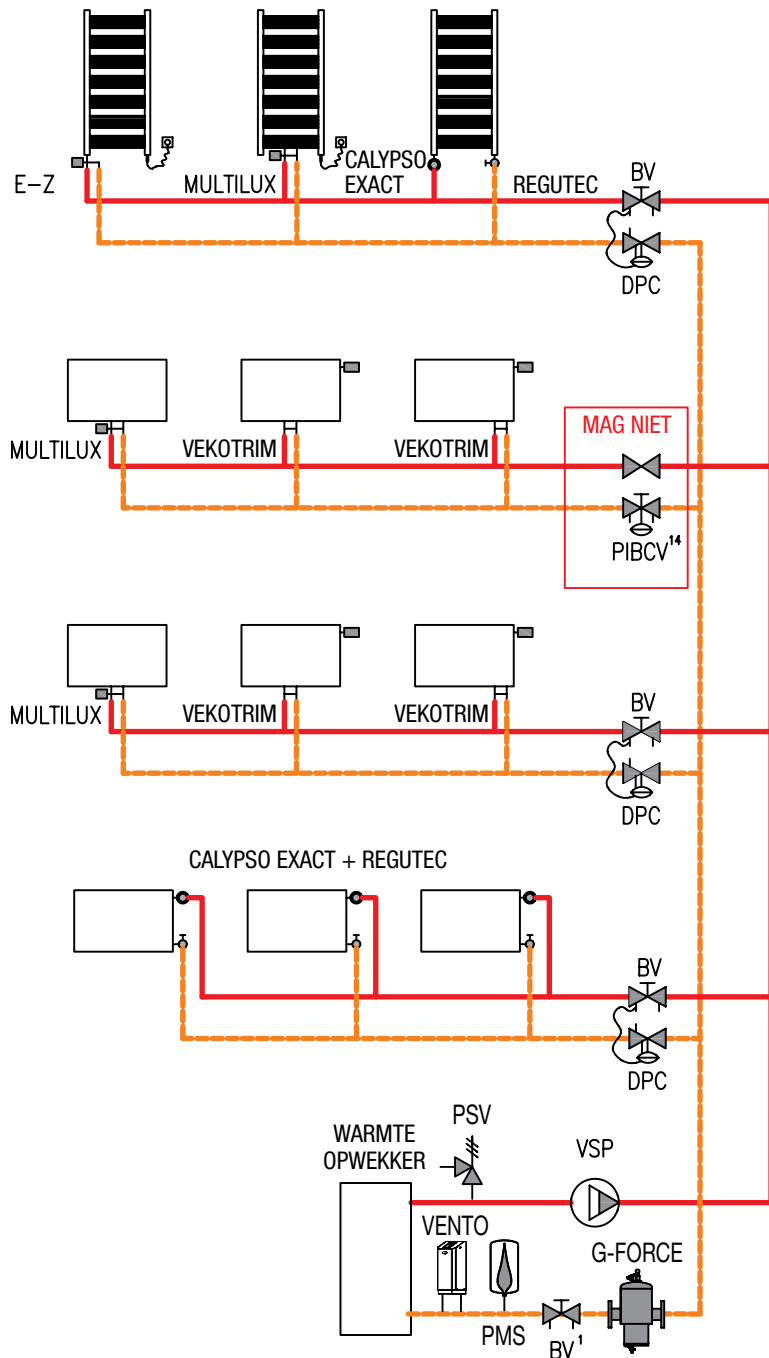 E-Z
MULTILUX
CALYPSO
EXACT
REGUTEC
BV
DPC
MULTILUX
VEKOTRIM
VEKOTRIM
MAG NIET
PIBCV¹⁴
MULTILUX
VEKOTRIM
VEKOTRIM
BV
DPC
CALYPSO EXACT + REGUTEC
BV
DPC
PSV
WARMTE
OPWEKKER
VSP
VENTO
G-FORCE
PMS
BV¹